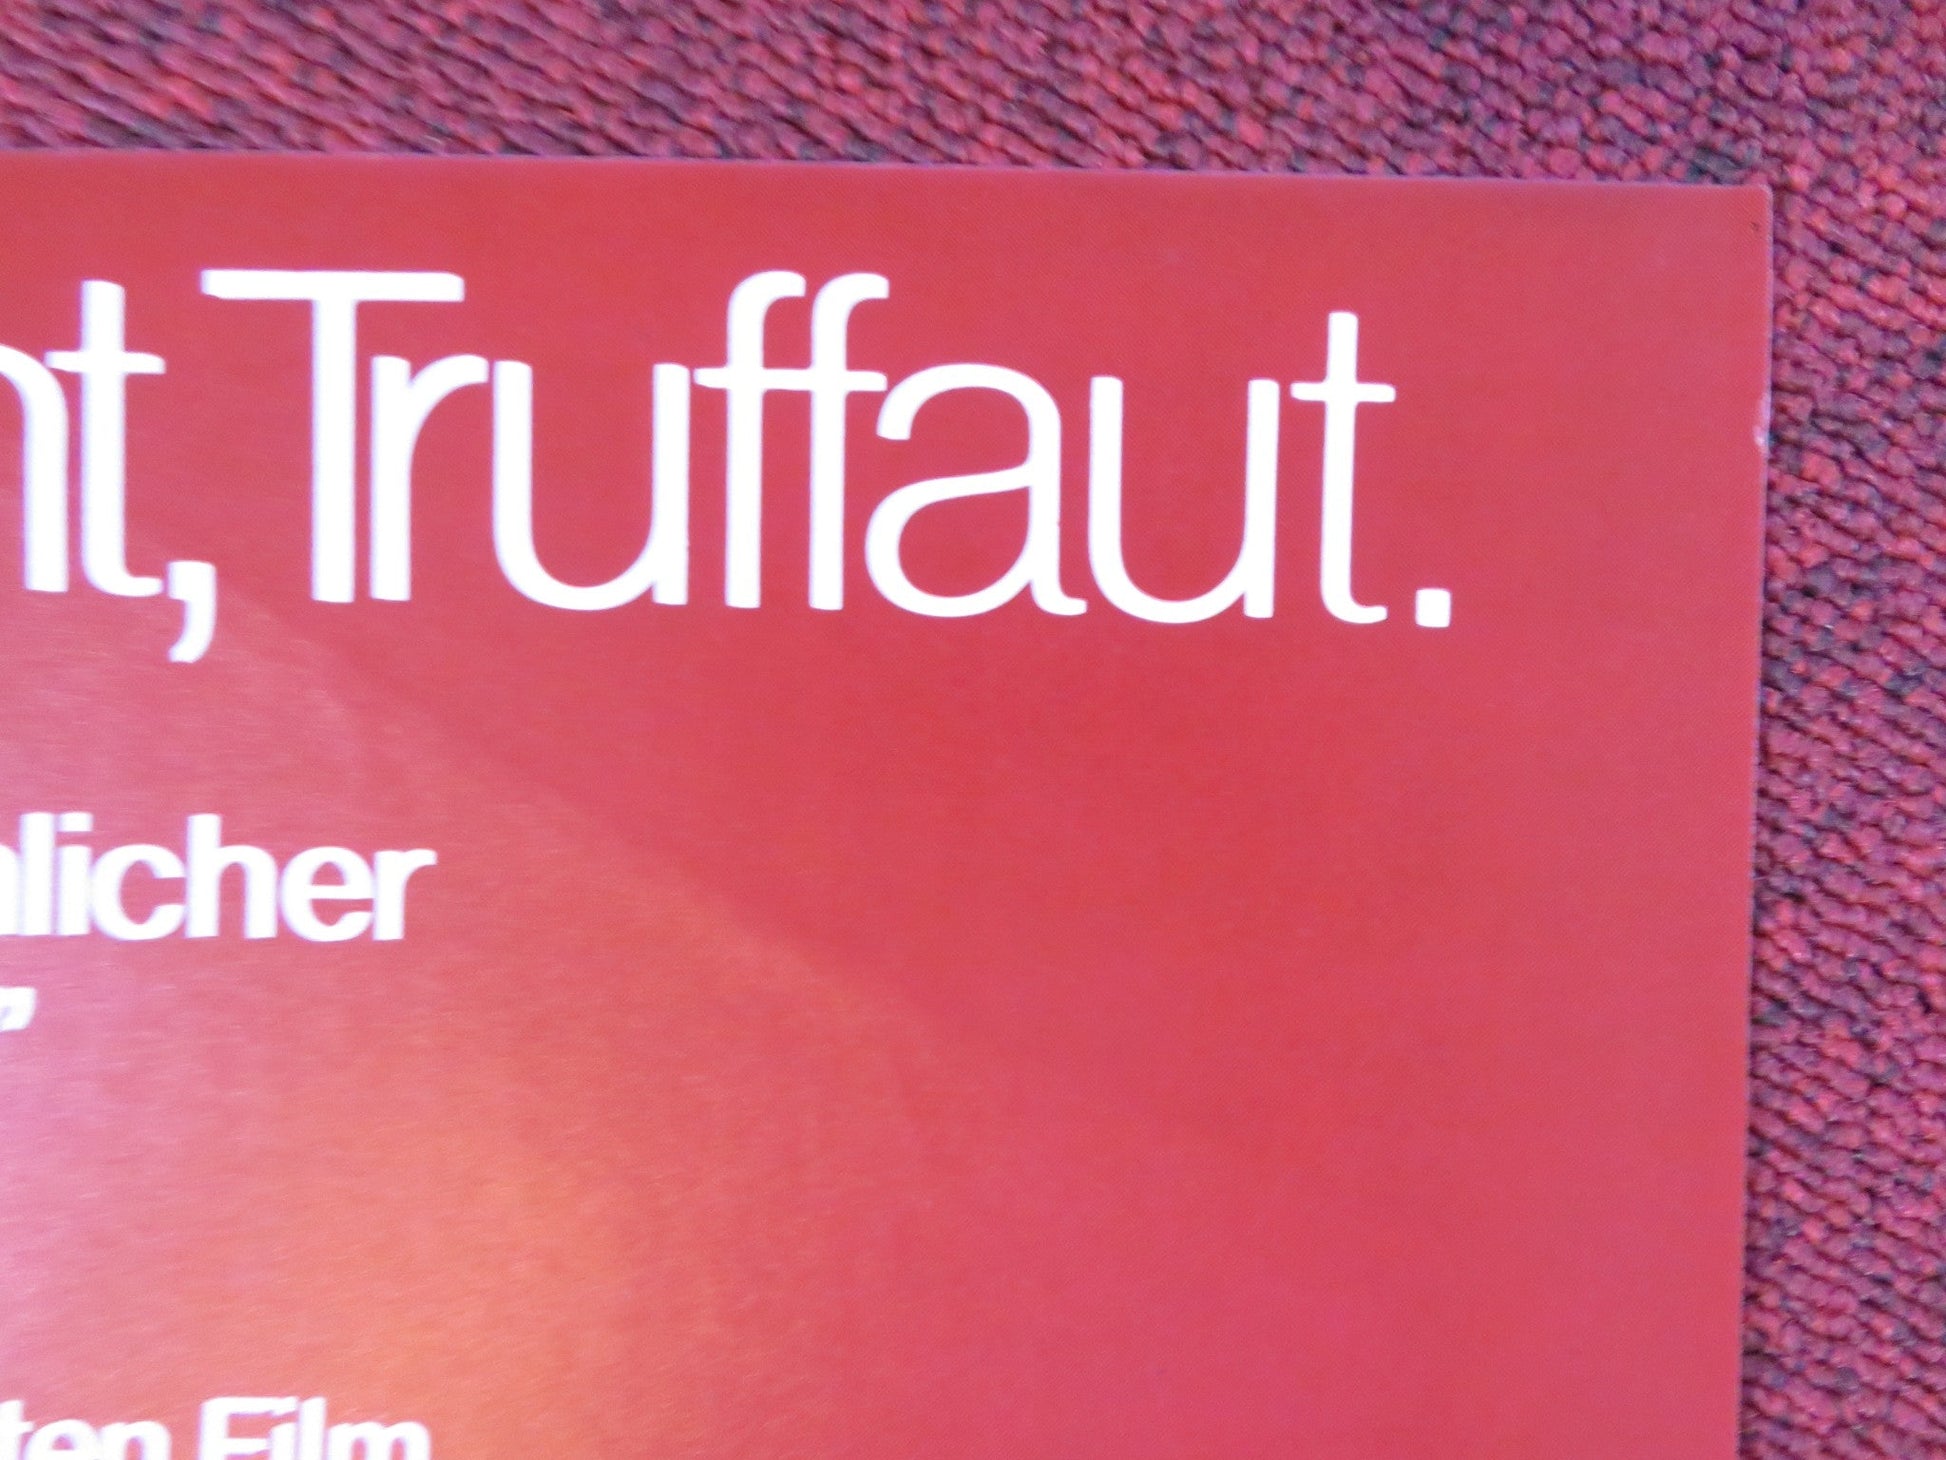 nt, Truffaut.
licher
"
ten Film